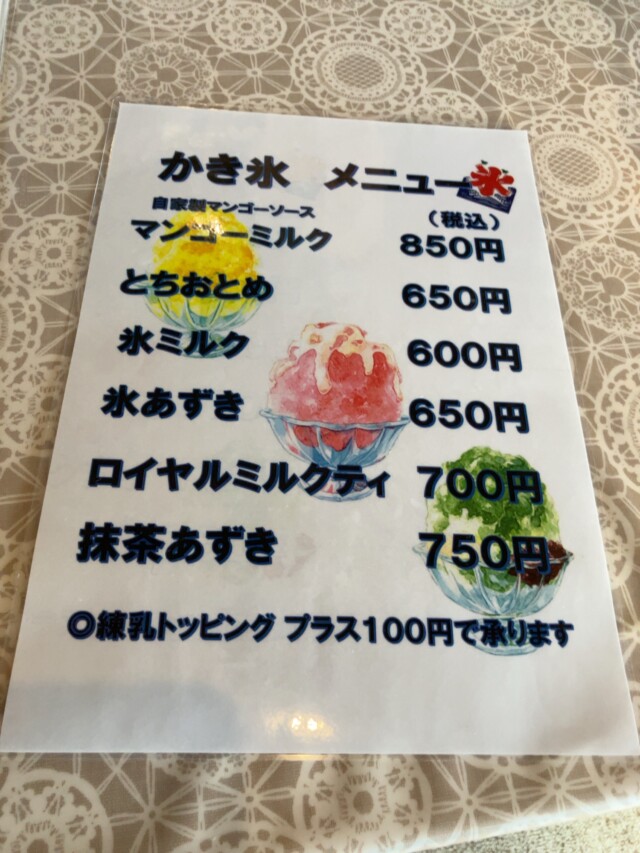 かき氷 メニュー 氷
(税込)
自家製マンゴーソース
マンゴーミルク 850円
とちおとめ 650円
氷ミルク 600円
氷あずき 650円
ロイヤルミルクティ 700円
抹茶あずき 750円
◎練乳トッピング プラス100円で承ります